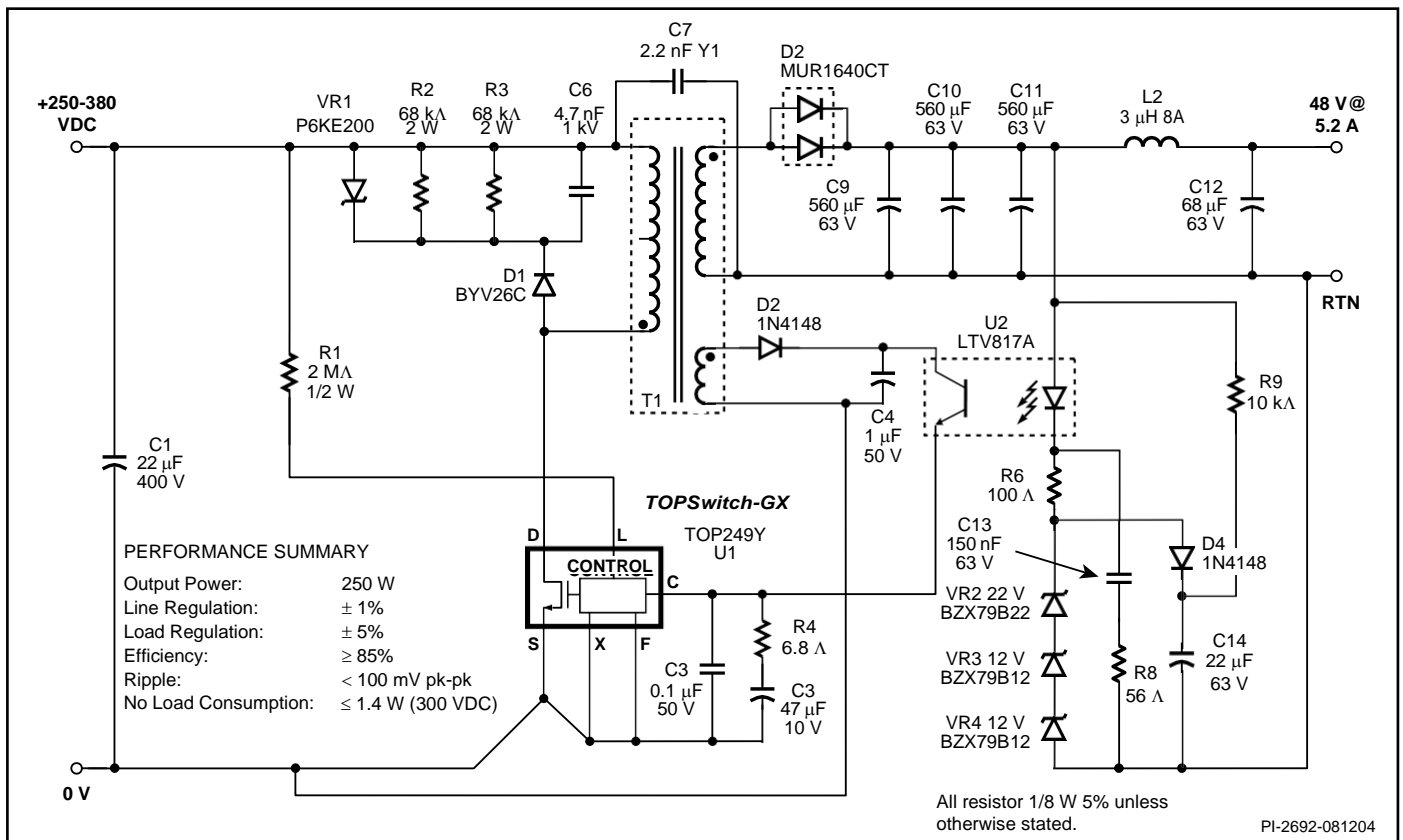 C7
2.2 nF Y1
D2
MUR1640CT
+250-380
VDC
VR1
P6KE200
R2
68 kΛ
2 W
R3
68 kΛ
2 W
C6
4.7 nF
1 kV
C10
560 μF
63 V
C11
560 μF
63 V
L2
3 μH 8A
48 V@
5.2 A
C9
560 μF
63 V
C12
68 μF
63 V
D1
BYV26C
RTN
D2
1N4148
U2
LTV817A
R1
2 MΛ
1/2 W
T1
R9
10 kΛ
C4
1 μF
50 V
C1
22 μF
400 V
R6
100 Λ
TOPSwitch-GX
TOP249Y
U1
D
L
CONTROL
C
S
X
F
C13
150 nF
63 V
D4
1N4148
PERFORMANCE SUMMARY
Output Power: 250 W
Line Regulation: ± 1%
Load Regulation: ± 5%
Efficiency: ≥ 85%
Ripple: < 100 mV pk-pk
No Load Consumption: ≤ 1.4 W (300 VDC)
VR2 22 V
BZX79B22
R4
6.8 Λ
C3
0.1 μF
50 V
C3
47 μF
10 V
VR3 12 V
BZX79B12
R8
56 Λ
C14
22 μF
63 V
VR4 12 V
BZX79B12
0 V
All resistor 1/8 W 5% unless
otherwise stated.
PI-2692-081204